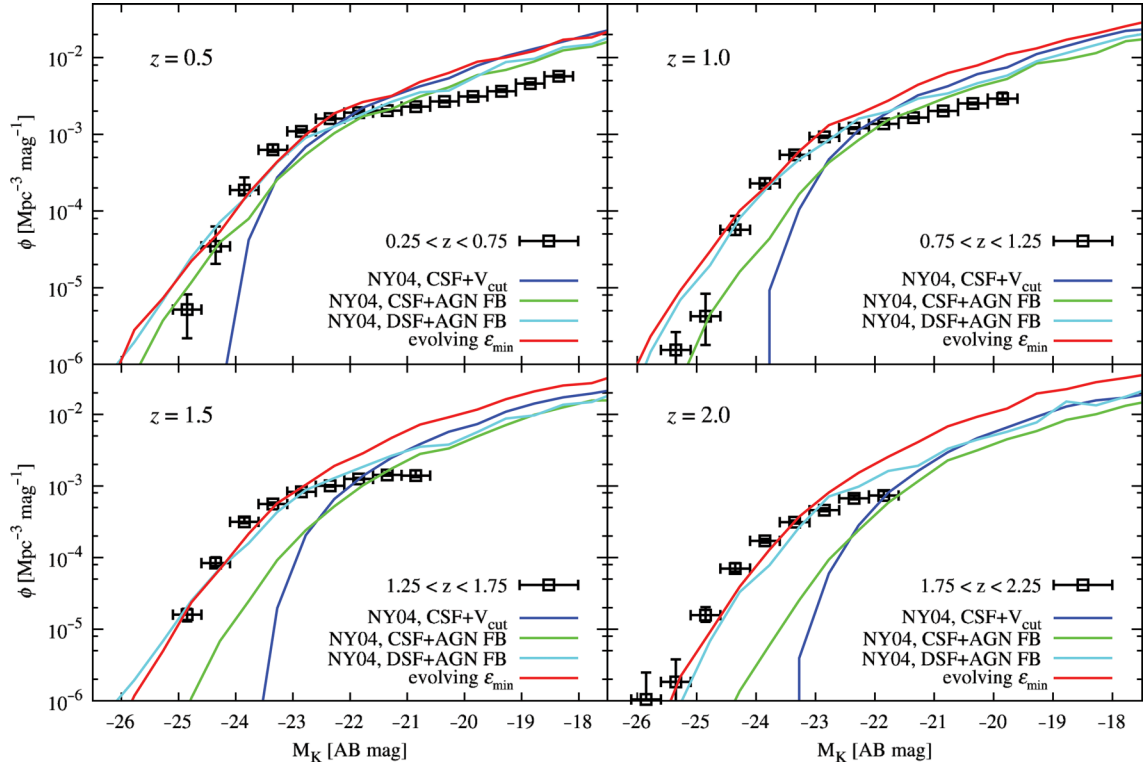 z = 0.5
z = 1.0
10⁻²
10⁻³
10⁻⁴
10⁻⁵
10⁻⁶
ϕ [Mpc⁻³ mag⁻¹]
0.25 < z < 0.75
NY04, CSF+V_cut
NY04, CSF+AGN FB
NY04, DSF+AGN FB
evolving ε_min
0.75 < z < 1.25
NY04, CSF+V_cut
NY04, CSF+AGN FB
NY04, DSF+AGN FB
evolving ε_min
z = 1.5
z = 2.0
10⁻²
10⁻³
10⁻⁴
10⁻⁵
10⁻⁶
ϕ [Mpc⁻³ mag⁻¹]
1.25 < z < 1.75
NY04, CSF+V_cut
NY04, CSF+AGN FB
NY04, DSF+AGN FB
evolving ε_min
1.75 < z < 2.25
NY04, CSF+V_cut
NY04, CSF+AGN FB
NY04, DSF+AGN FB
evolving ε_min
−26 −25 −24 −23 −22 −21 −20 −19 −18
−26 −25 −24 −23 −22 −21 −20 −19 −18
M_K [AB mag]
M_K [AB mag]